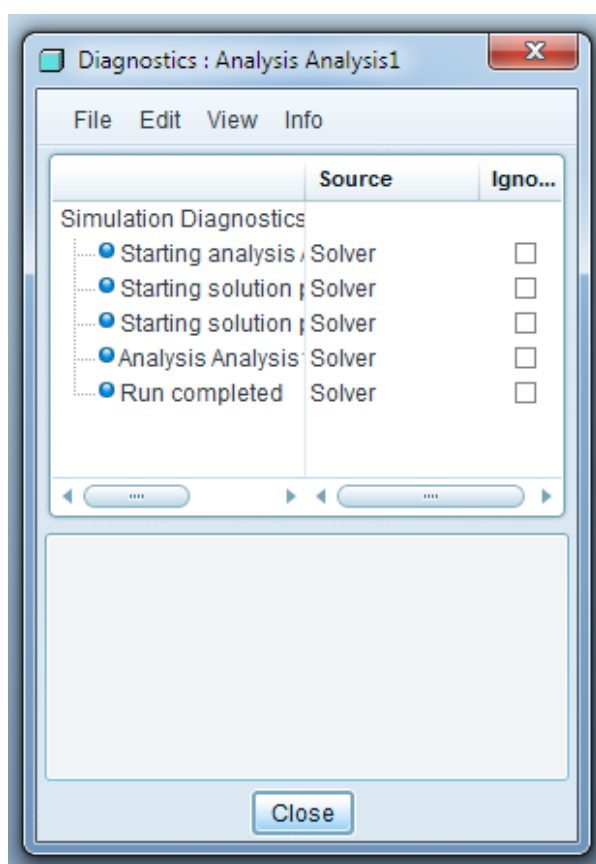 Diagnostics : Analysis Analysis1
File Edit View Info
Source Igno...
Simulation Diagnostics
Starting analysis Solver
Starting solution Solver
Starting solution Solver
Analysis Analysis Solver
Run completed Solver
Close